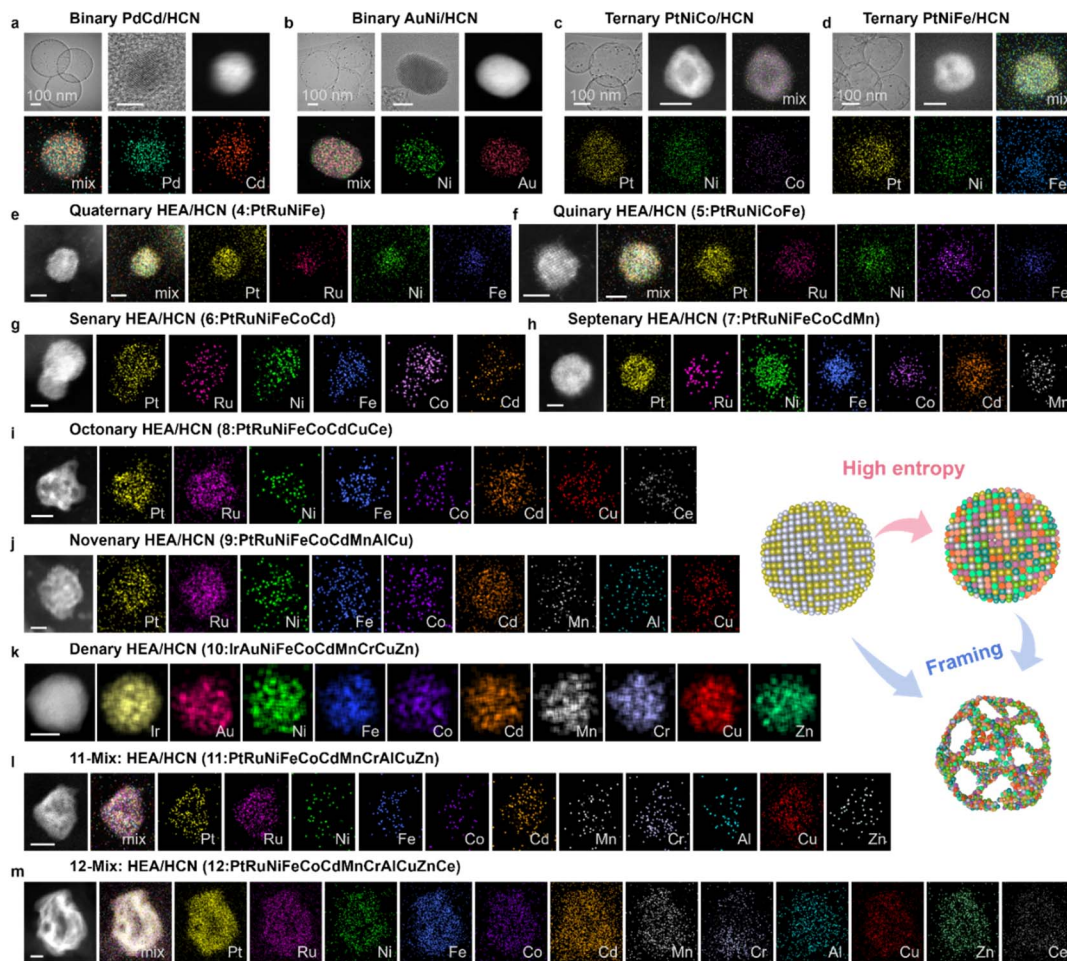 a Binary PdCd/HCN
100 nm
mix Pd Cd
b Binary AuNi/HCN
100 nm
mix Ni Au
c Ternary PtNiCo/HCN
100 nm mix
Pt Ni Co
d Ternary PtNiFe/HCN
100 nm mix
Pt Ni Fe
e Quaternary HEA/HCN (4:PtRuNiFe)
mix Pt Ru Ni Fe
f Quinary HEA/HCN (5:PtRuNiCoFe)
mix Pt Ru Ni Co Fe
g Senary HEA/HCN (6:PtRuNiFeCoCd)
Pt Ru Ni Fe Co Cd
h Septenary HEA/HCN (7:PtRuNiFeCoCdMn)
Pt Ru Ni Fe Co Cd Mn
i Octonary HEA/HCN (8:PtRuNiFeCoCdCuCe)
Pt Ru Ni Fe Co Cd Cu Ce
j Novenary HEA/HCN (9:PtRuNiFeCoCdMnAlCu)
Pt Ru Ni Fe Co Cd Mn Al Cu
k Denary HEA/HCN (10:IrAuNiFeCoCdMnCrCuZn)
Ir Au Ni Fe Co Cd Mn Cr Cu Zn
l 11-Mix: HEA/HCN (11:PtRuNiFeCoCdMnCrAlCuZn)
mix Pt Ru Ni Fe Co Cd Mn Cr Al Cu Zn
m 12-Mix: HEA/HCN (12:PtRuNiFeCoCdMnCrAlCuZnCe)
mix Pt Ru Ni Fe Co Cd Mn Cr Al Cu Zn Ce
High entropy
Framing